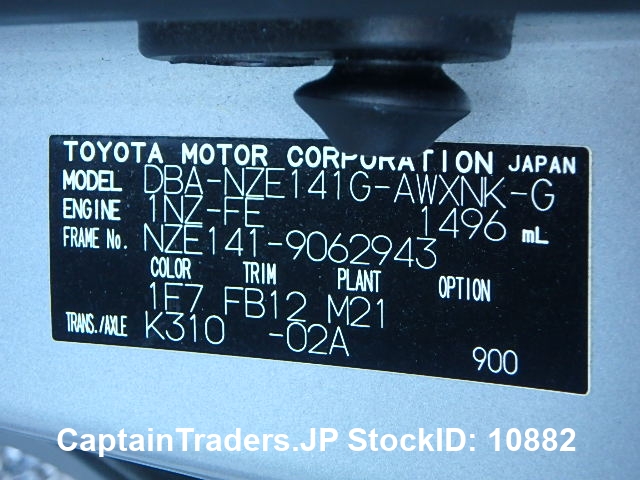 TOYOTA MOTOR CORPORATION JAPAN
MODEL DBA-NZE141G-AWXNK-G
ENGINE 1NZ-FE 1496 mL
FRAME No. NZE141-9062943
COLOR TRIM PLANT OPTION
1F7 FB12 M21
TRANS./AXLE K310 -02A
900
CaptainTraders.JP StockID: 10882